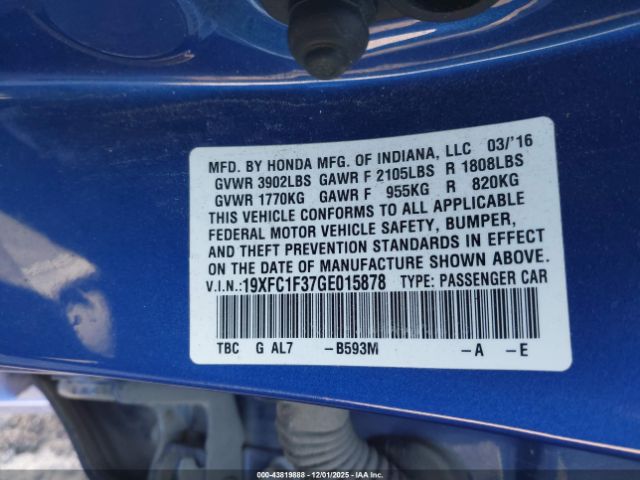 MFD. BY HONDA MFG. OF INDIANA, LLC 03/'16
GVWR 3902LBS GAWR F 2105LBS R 1808LBS
GVWR 1770KG GAWR F 955KG R 820KG
THIS VEHICLE CONFORMS TO ALL APPLICABLE
FEDERAL MOTOR VEHICLE SAFETY, BUMPER,
AND THEFT PREVENTION STANDARDS IN EFFECT
ON THE DATE OF MANUFACTURE SHOWN ABOVE.
V.I.N.:19XFC1F37GE015878 TYPE: PASSENGER CAR
TBC G AL7 -B593M -A -E
000-43819888 - 12/01/2025 - IAA Inc.